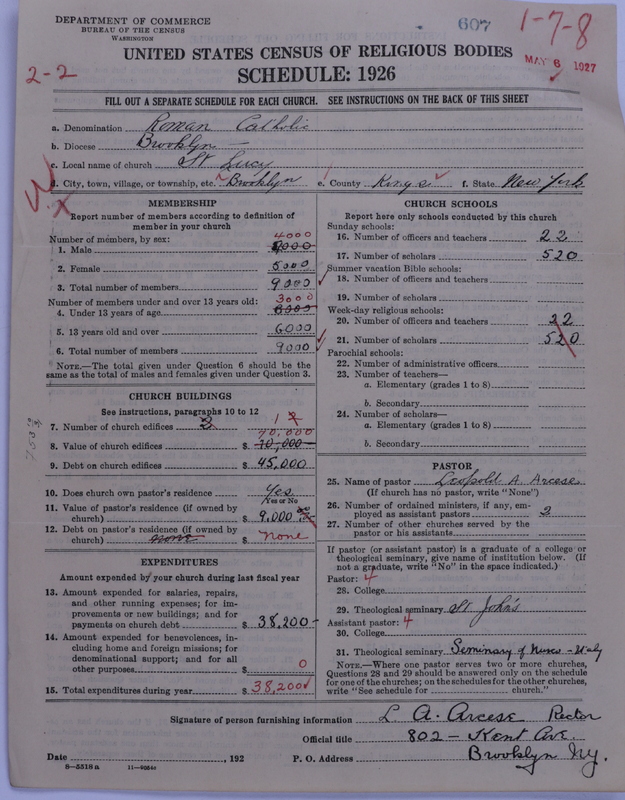 DEPARTMENT OF COMMERCE
BUREAU OF THE CENSUS
WASHINGTON
607
1-7-8
MAY 6 1927
2-2
UNITED STATES CENSUS OF RELIGIOUS BODIES
SCHEDULE: 1926
FILL OUT A SEPARATE SCHEDULE FOR EACH CHURCH. SEE INSTRUCTIONS ON THE BACK OF THIS SHEET
a. Denomination Roman Catholic
b. Diocese Brooklyn
c. Local name of church St Lucy
d. City, town, village, or township, etc. Brooklyn e. County Kings f. State New York
MEMBERSHIP
Report number of members according to definition of
member in your church
Number of members, by sex: 4000
1. Male
2. Female 5000
3. Total number of members 9000
Number of members under and over 13 years old: 3000
4. Under 13 years of age
5. 13 years old and over 6000
6. Total number of members 9000
NOTE.—The total given under Question 6 should be
same as the total of males and females given under Question 3.
CHURCH BUILDINGS
See instructions, paragraphs 10 to 12
7. Number of church edifices 2 1 2
70,000
8. Value of church edifices $ 70,000
9. Debt on church edifices $ 45,000
10. Does church own pastor's residence Yes
Yes or No
11. Value of pastor's residence (if owned by
church) $ 9,000
12. Debt on pastor's residence (if owned by
church) none $ none
EXPENDITURES
Amount expended by your church during last fiscal year
13. Amount expended for salaries, repairs,
and other running expenses; for im-
provements or new buildings; and for
payments on church debt $ 38,200
14. Amount expended for benevolences, in-
cluding home and foreign missions; for
denominational support; and for all
other purposes $ 0
15. Total expenditures during year $ 38,200
CHURCH SCHOOLS
Report here only schools conducted by this church
Sunday schools:
16. Number of officers and teachers 22
17. Number of scholars 520
Summer vacation Bible schools:
18. Number of officers and teachers
19. Number of scholars
Week-day religious schools:
20. Number of officers and teachers 22
21. Number of scholars 520
Parochial schools:
22. Number of administrative officers
23. Number of teachers—
a. Elementary (grades 1 to 8)
b. Secondary
24. Number of scholars—
a. Elementary (grades 1 to 8)
b. Secondary
PASTOR
25. Name of pastor Leopold A. Arcese
(If church has no pastor, write "None")
26. Number of ordained ministers, if any, em-
ployed as assistant pastors 2
27. Number of other churches served by the
pastor or his assistants
If pastor (or assistant pastor) is a graduate of a college or
theological seminary, give name of institution below. (If
not a graduate, write "No" in the space indicated.)
Pastor: 4
28. College
29. Theological seminary St John's
Assistant pastor: 4
30. College
31. Theological seminary Seminary of Nusco - Italy
NOTE.—Where one pastor serves two or more churches,
Questions 28 and 29 should be answered only on the schedule
for one of the churches; on the schedules for the other churches,
write "See schedule for church."
Signature of person furnishing information L. A. Arcese Rector
Official title 802 - Kent Ave.
Date , 192 P. O. Address Brooklyn Ny.
8-5318a